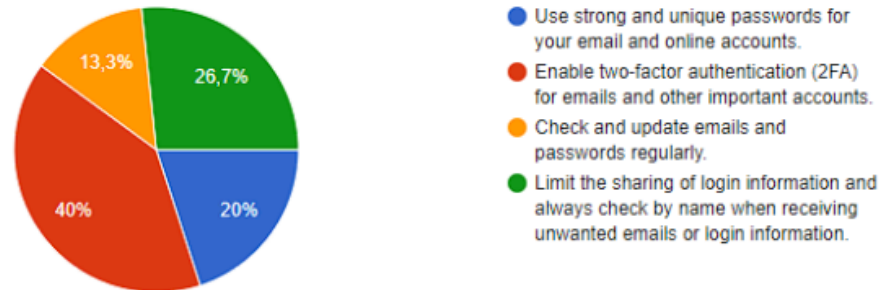 13,3%
26,7%
40%
20%
Use strong and unique passwords for
your email and online accounts.
Enable two-factor authentication (2FA)
for emails and other important accounts.
Check and update emails and
passwords regularly.
Limit the sharing of login information and
always check by name when receiving
unwanted emails or login information.